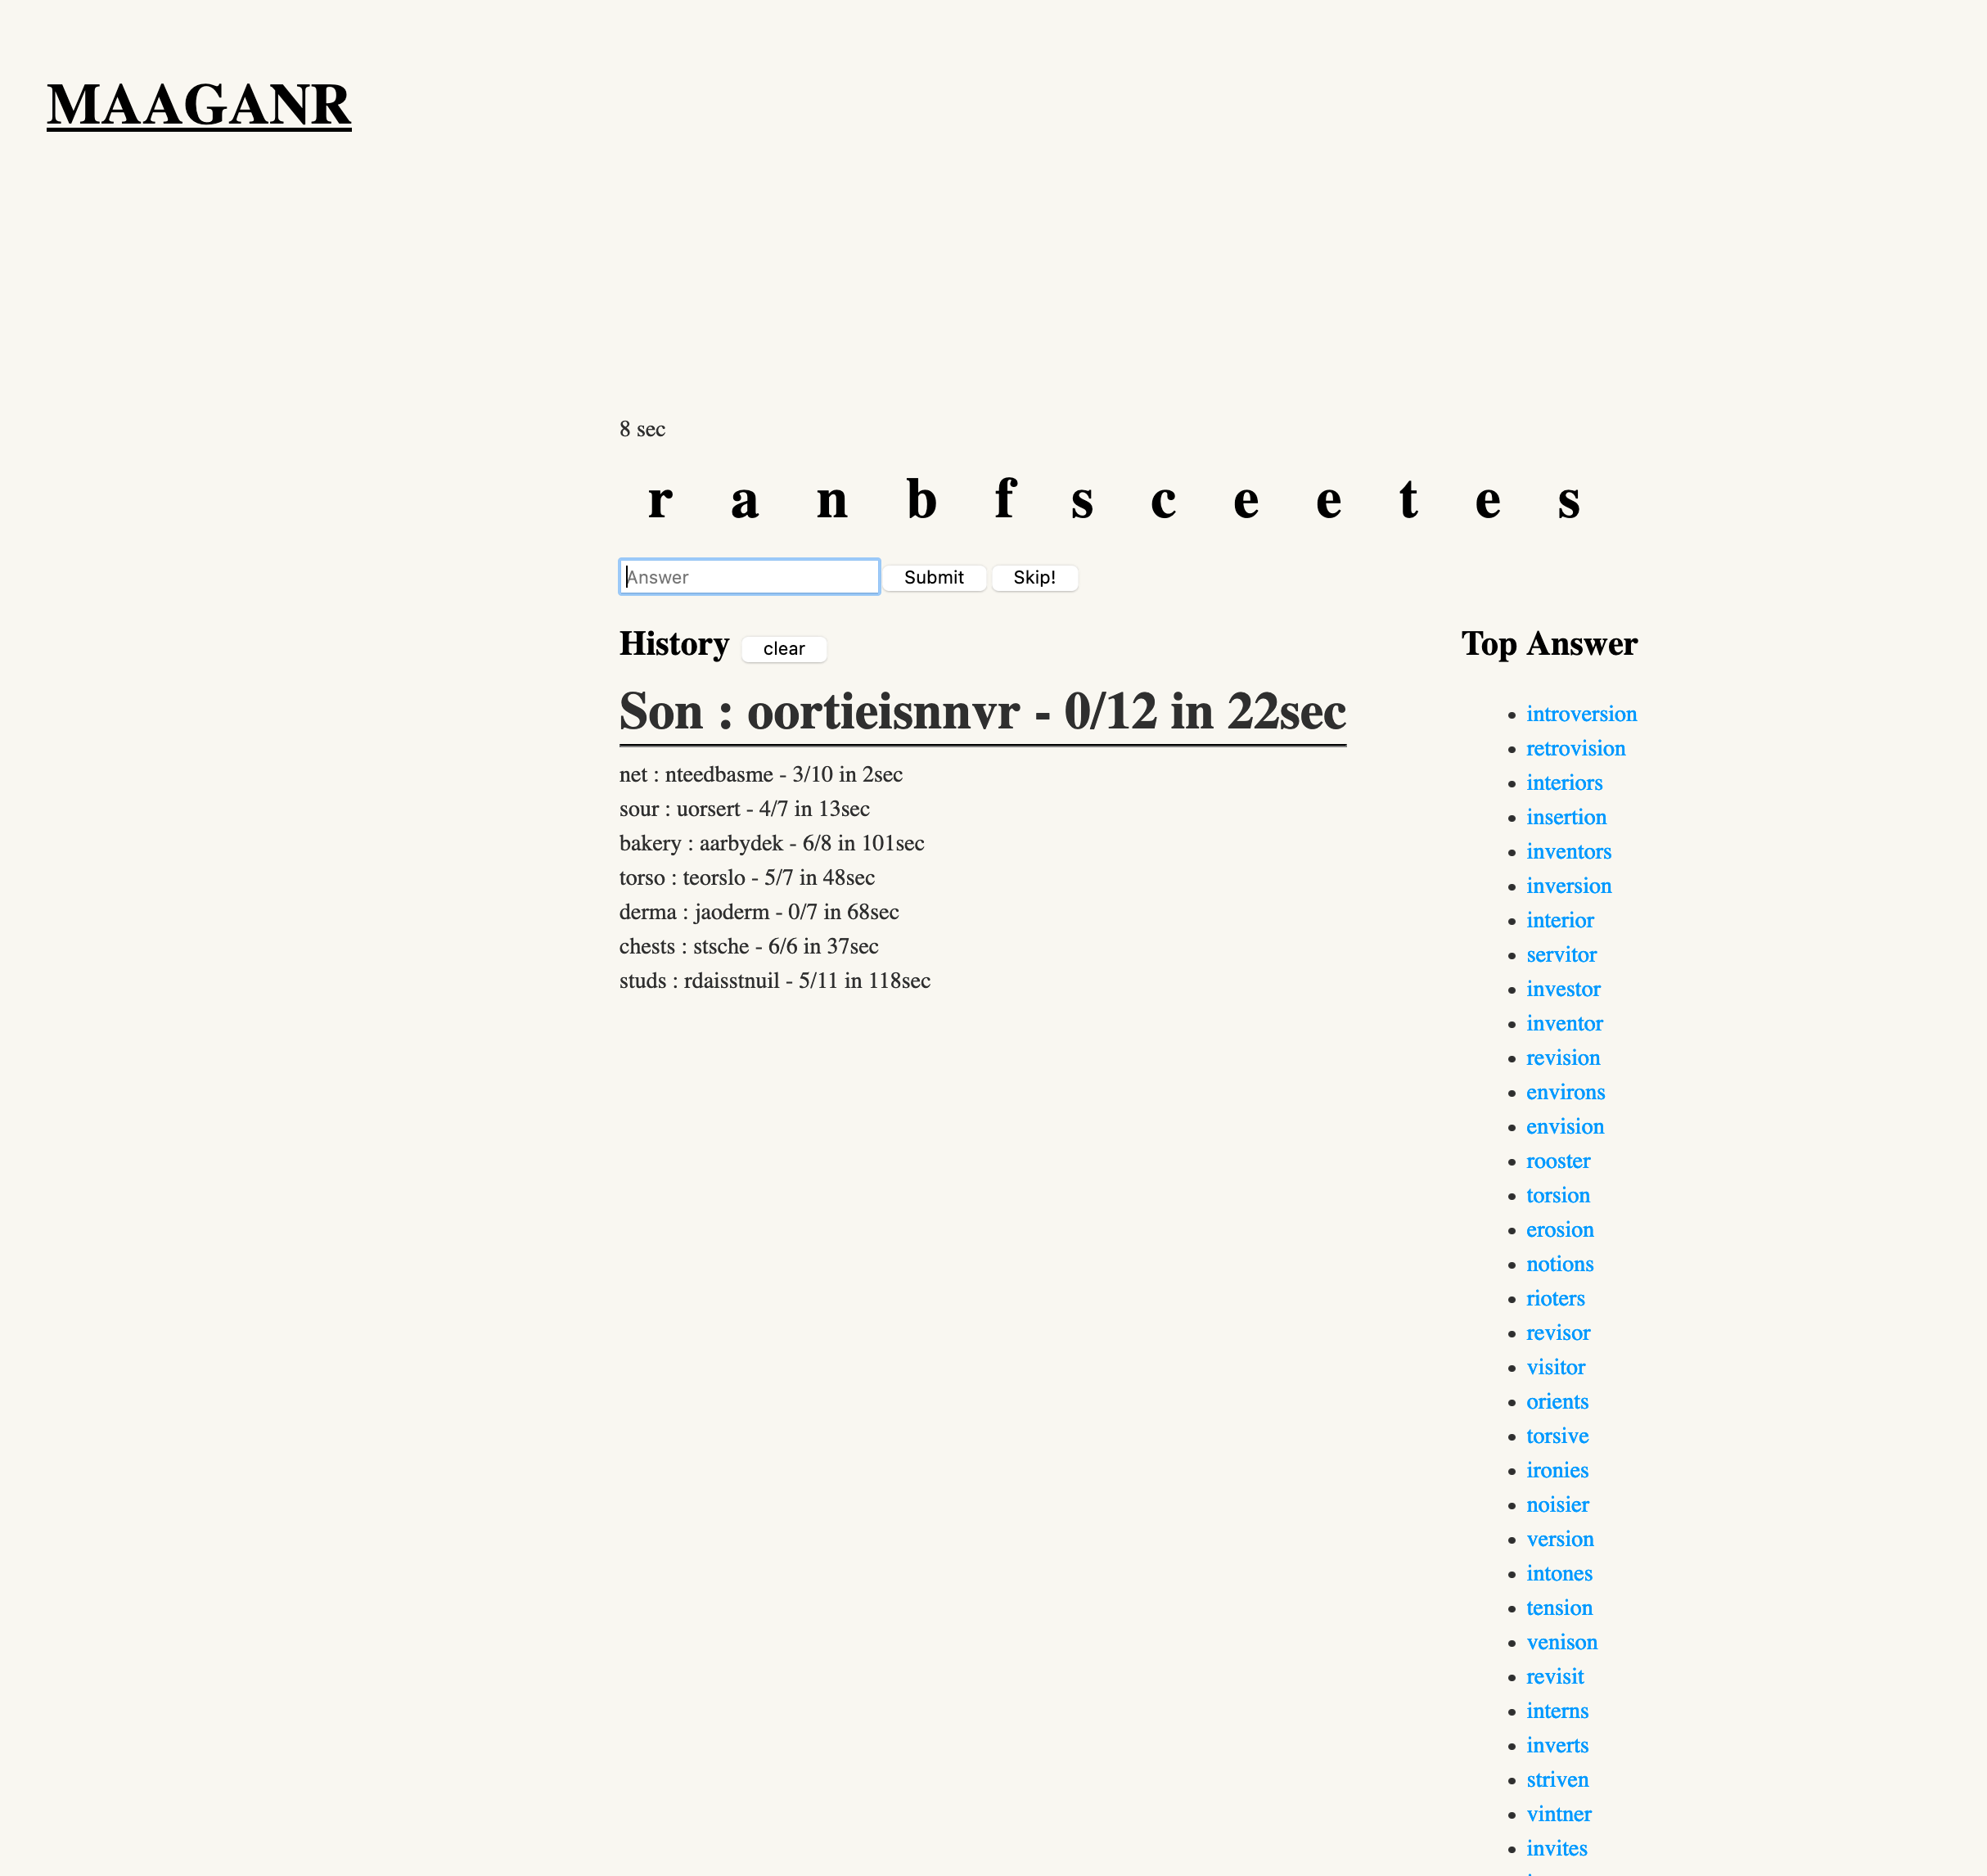 MAAGANR
8 sec
r a n b f s c e e t e s
Answer Submit Skip!
History clear
Son : oortieisnnvr - 0/12 in 22sec
net : nteedbasme - 3/10 in 2sec
sour : uorsert - 4/7 in 13sec
bakery : aarbydek - 6/8 in 101sec
torso : teorslo - 5/7 in 48sec
derma : jaoderm - 0/7 in 68sec
chests : stsche - 6/6 in 37sec
studs : rdaisstnuil - 5/11 in 118sec
Top Answer
introversion
retrovision
interiors
insertion
inventors
inversion
interior
servitor
investor
inventor
revision
environs
envision
rooster
torsion
erosion
notions
rioters
revisor
visitor
orients
torsive
ironies
noisier
version
intones
tension
venison
revisit
interns
inverts
striven
vintner
invites